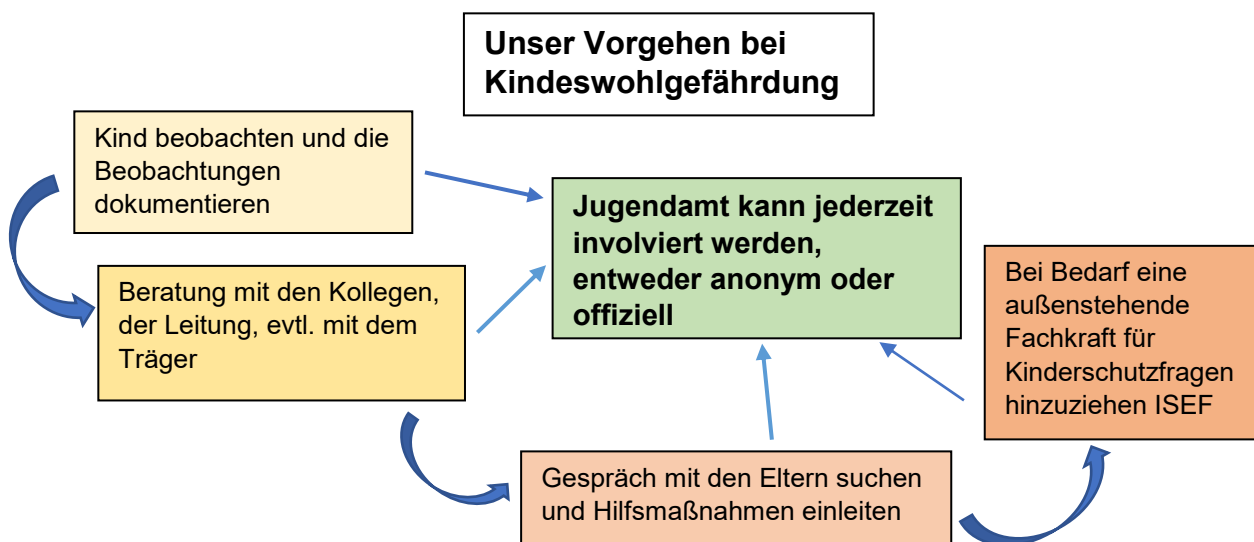 Unser Vorgehen bei
Kindeswohlgefährdung
Kind beobachten und die
Beobachtungen
dokumentieren
Jugendamt kann jederzeit
involviert werden,
entweder anonym oder
offiziell
Beratung mit den Kollegen,
der Leitung, evtl. mit dem
Träger
Bei Bedarf eine
außenstehende
Fachkraft für
Kinderschutzfragen
hinzuziehen ISEF
Gespräch mit den Eltern suchen
und Hilfsmaßnahmen einleiten